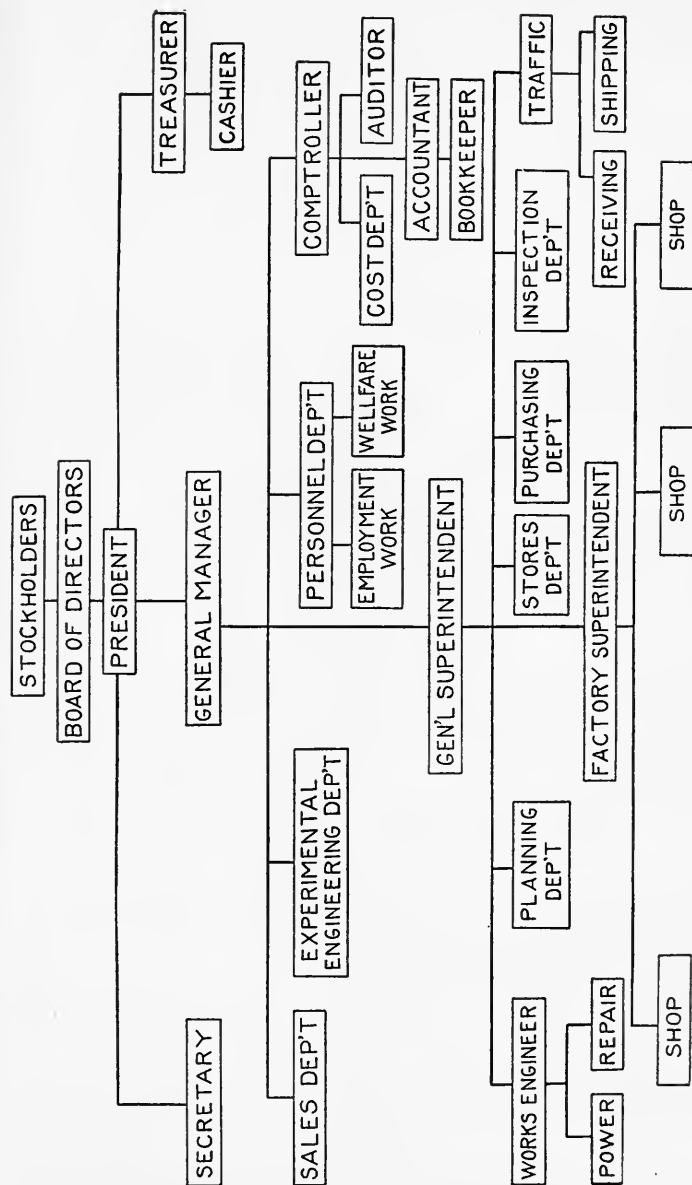 STOCKHOLDERS
BOARD OF DIRECTORS
PRESIDENT
SECRETARY
TREASURER
CASHIER
GENERAL MANAGER
SALES DEP'T
EXPERIMENTAL
ENGINEERING DEP'T
PERSONNEL DEP'T
EMPLOYMENT
WORK
WELLFARE
WORK
COMPTROLLER
COST DEP'T
AUDITOR
ACCOUNTANT
BOOKKEEPER
GEN'L SUPERINTENDENT
WORKS ENGINEER
POWER
REPAIR
PLANNING
DEP'T
STORES
DEP'T
PURCHASING
DEP'T
INSPECTION
DEP'T
TRAFFIC
RECEIVING
SHIPPING
FACTORY SUPERINTENDENT
SHOP
SHOP
SHOP